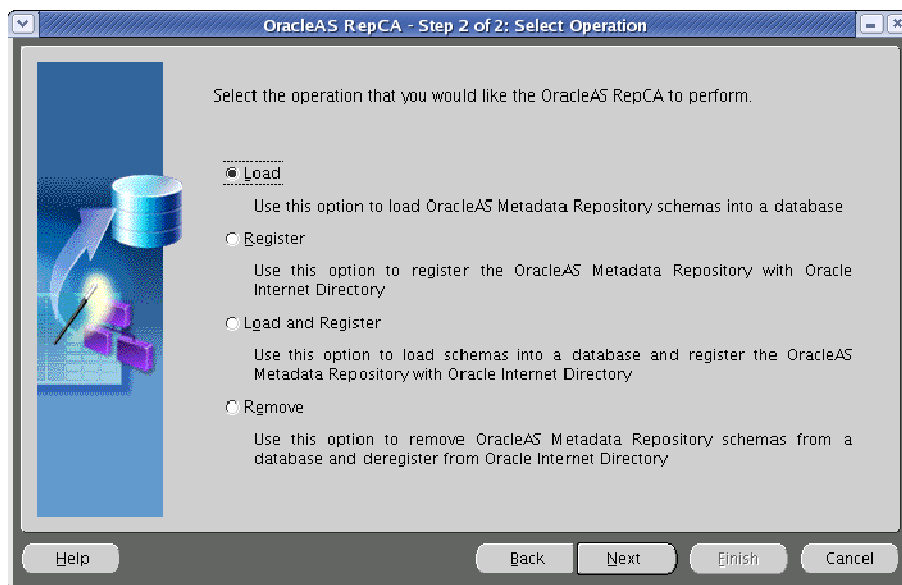 OracleAS RepCA - Step 2 of 2: Select Operation
Select the operation that you would like the OracleAS RepCA to perform.
Load
Use this option to load OracleAS Metadata Repository schemas into a database
Register
Use this option to register the OracleAS Metadata Repository with Oracle
Internet Directory
Load and Register
Use this option to load schemas into a database and register the OracleAS
Metadata Repository with Oracle Internet Directory
Remove
Use this option to remove OracleAS Metadata Repository schemas from a
database and deregister from Oracle Internet Directory
Help
Back
Next
Finish
Cancel